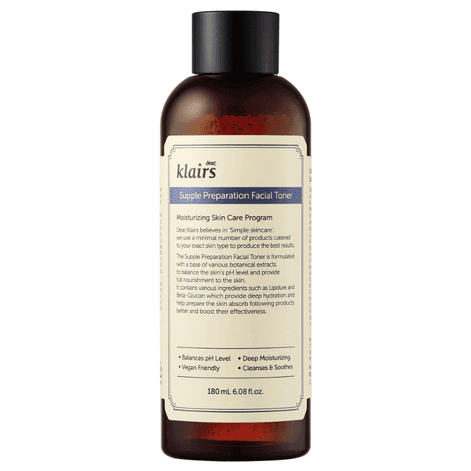 dear,
klairs
Supple Preparation Facial Toner
Moisturizing Skin Care Program
Dear, Klairs believes in 'Simple skincare'.
we use a minimal number of products catered
to your exact skin type to produce the best results.
The Supple Preparation Facial Toner is formulated
with a base of various botanical extracts
to balance the skin's pH level and provide
full nourishment to the skin.
It contains various ingredients such as Lipidure and
Beta-Glucan which provide deep hydration and
help prepare the skin absorb following products
better and boost their effectiveness.
• Balances pH Level • Deep Moisturizing
• Vegan Friendly • Cleanses & Soothes
180 mL 6.08 fl.oz.